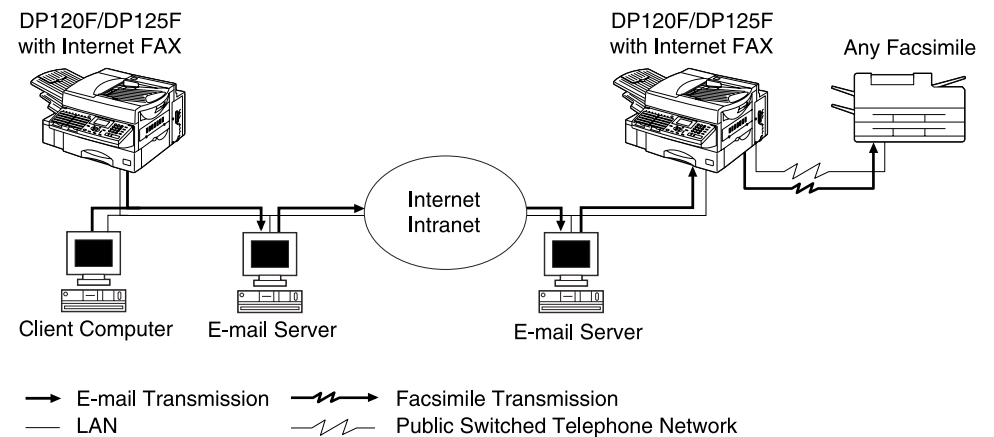 DP120F/DP125F
with Internet FAX
DP120F/DP125F
with Internet FAX
Any Facsimile
Internet
Intranet
Client Computer
E-mail Server
E-mail Server
E-mail Transmission
Facsimile Transmission
LAN
Public Switched Telephone Network